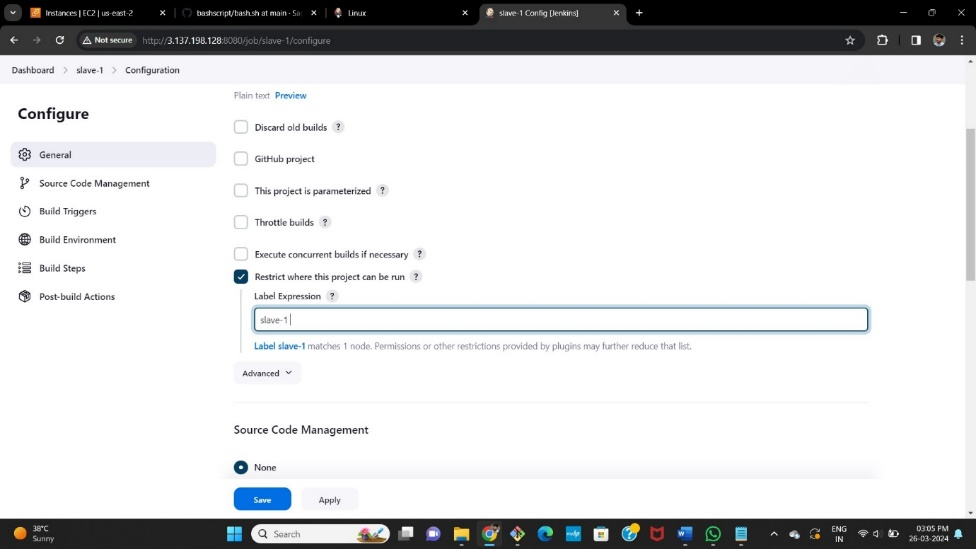 Instances | EC2 | us-east-2
bashscript/bash.sh at main · Sa
Linux
slave-1 Config [Jenkins]
Not secure
http://3.137.198.128:8080/job/slave-1/configure
Dashboard > slave-1 > Configuration
Configure
General
Source Code Management
Build Triggers
Build Environment
Build Steps
Post-build Actions
Plain text Preview
Discard old builds ?
GitHub project
This project is parameterized ?
Throttle builds ?
Execute concurrent builds if necessary ?
Restrict where this project can be run ?
Label Expression ?
slave-1
Label slave-1 matches 1 node. Permissions or other restrictions provided by plugins may further reduce that list.
Advanced
Source Code Management
None
Save
Apply
38°C
Sunny
Search
ENG
IN
03:05 PM
26-03-2024